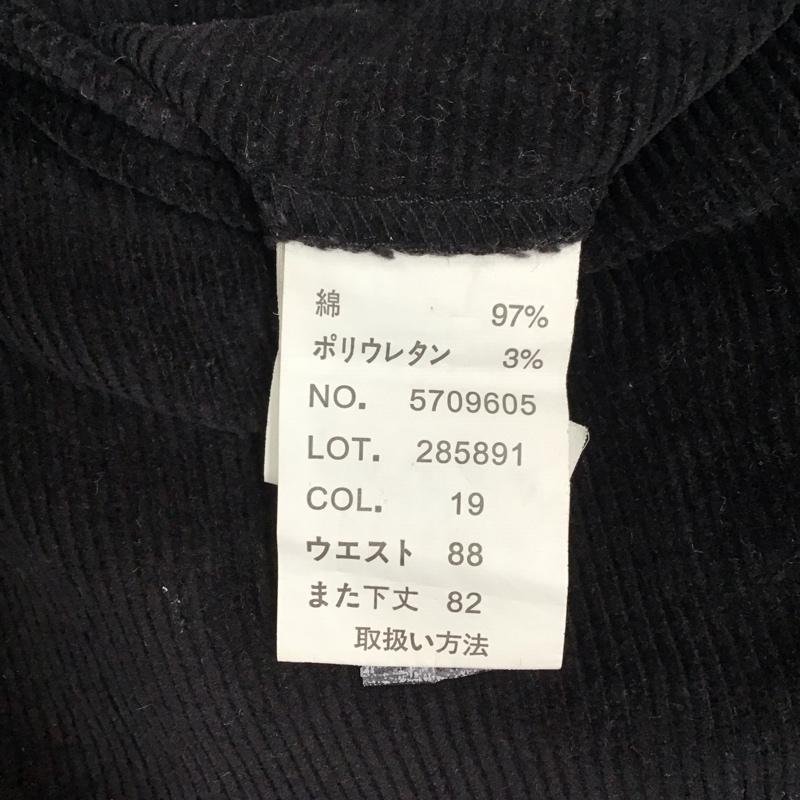 綿 97%
ポリウレタン 3%
NO. 5709605
LOT. 285891
COL. 19
ウエスト 88
また下丈 82
取扱い方法